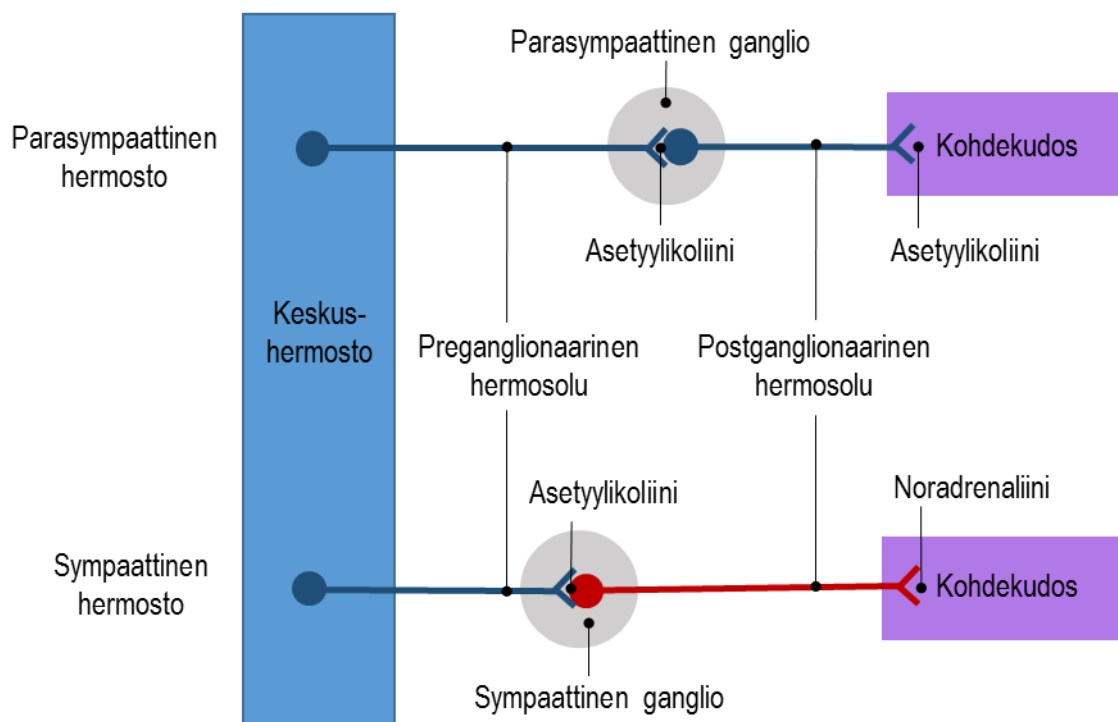 Parasympaattinen ganglio
Parasympaattinen
hermosto
Kohdekudos
Asetyylikoliini
Asetyylikoliini
Keskus-
hermosto
Preganglionaarinen
hermosolu
Postganglionaarinen
hermosolu
Asetyylikoliini
Noradrenaliini
Sympaattinen
hermosto
Kohdekudos
Sympaattinen ganglio